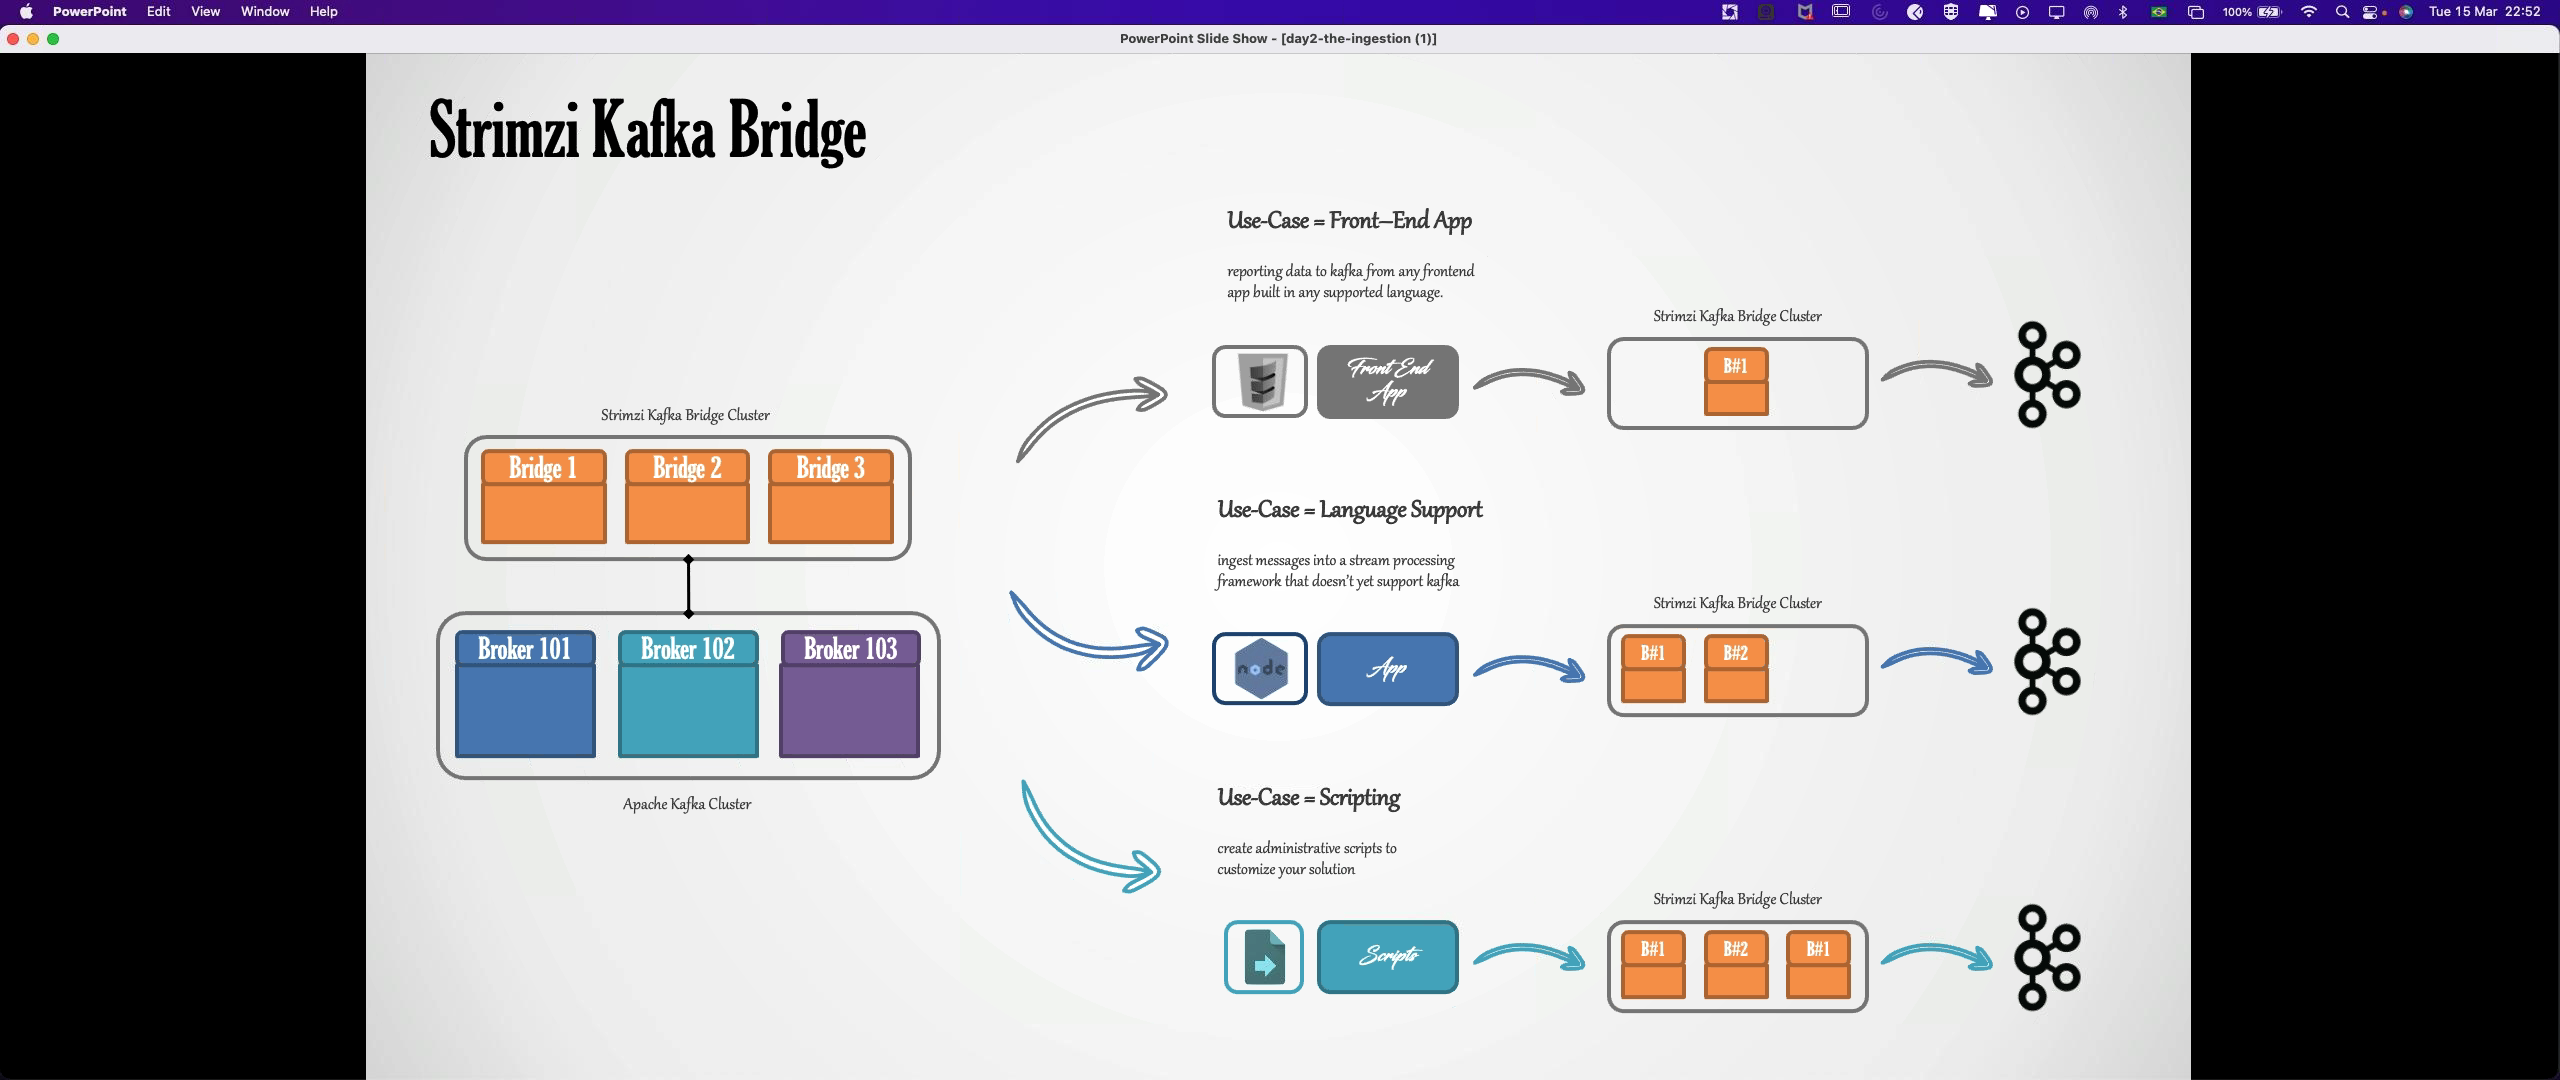 PowerPoint Edit View Window Help
100%
Tue 15 Mar 22:52
PowerPoint Slide Show - [day2-the-ingestion (1)]
Strimzi Kafka Bridge
Strimzi Kafka Bridge Cluster
Bridge 1
Bridge 2
Bridge 3
Broker 101
Broker 102
Broker 103
Apache Kafka Cluster
Use-Case = Front–End App
reporting data to kafka from any frontend
app built in any supported language.
Front End
App
Strimzi Kafka Bridge Cluster
B#1
Use-Case = Language Support
ingest messages into a stream processing
framework that doesn't yet support kafka
node
App
Strimzi Kafka Bridge Cluster
B#1
B#2
Use-Case = Scripting
create administrative scripts to
customize your solution
Scripts
Strimzi Kafka Bridge Cluster
B#1
B#2
B#1